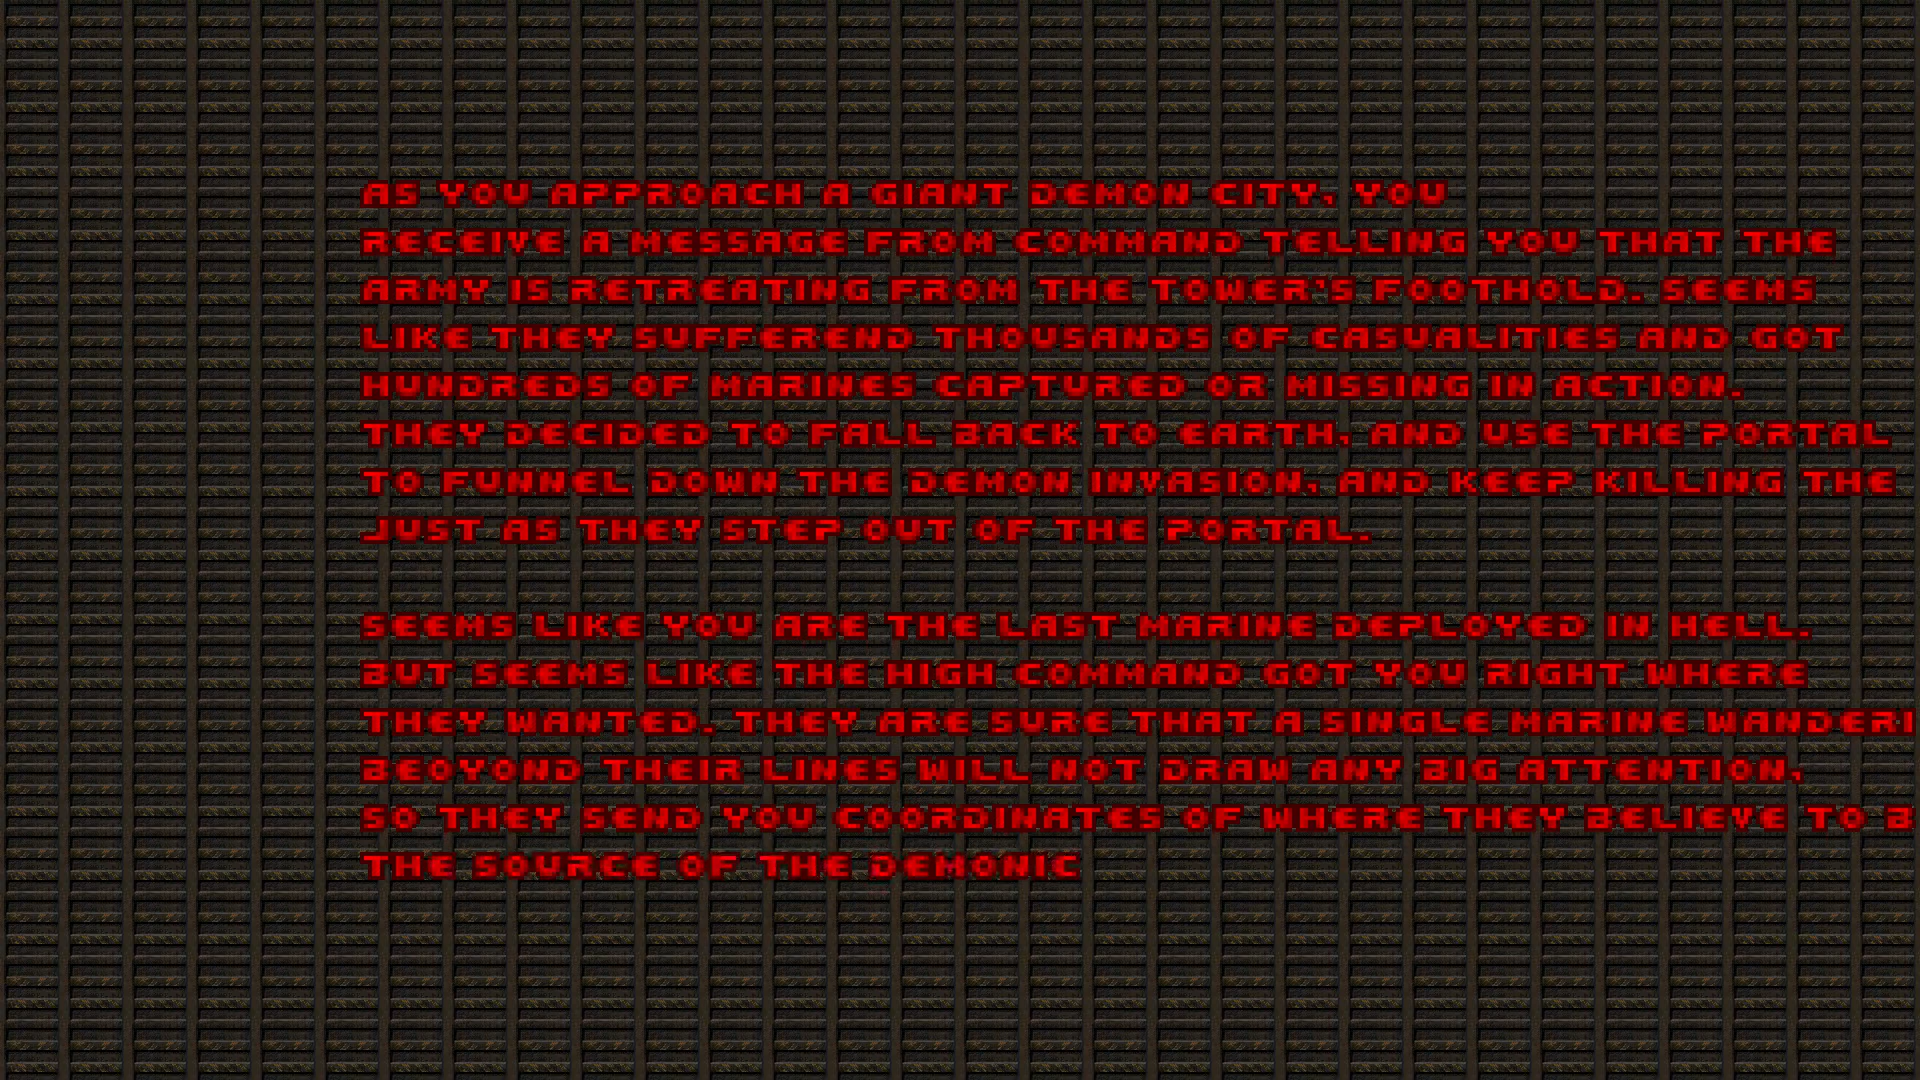 AS YOU APPROACH A GIANT DEMON CITY, YOU
RECEIVE A MESSAGE FROM COMMAND TELLING YOU THAT THE
ARMY IS RETREATING FROM THE TOWER'S FOOTHOLD. SEEMS
LIKE THEY SUFFEREND THOUSANDS OF CASUALITIES AND GOT
HUNDREDS OF MARINES CAPTURED OR MISSING IN ACTION.
THEY DECIDED TO FALL BACK TO EARTH, AND USE THE PORTAL
TO FUNNEL DOWN THE DEMON INVASION, AND KEEP KILLING THE
JUST AS THEY STEP OUT OF THE PORTAL.
SEEMS LIKE YOU ARE THE LAST MARINE DEPLOYED IN HELL.
BUT SEEMS LIKE THE HIGH COMMAND GOT YOU RIGHT WHERE
THEY WANTED. THEY ARE SURE THAT A SINGLE MARINE WANDERI
BEOYOND THEIR LINES WILL NOT DRAW ANY BIG ATTENTION,
SO THEY SEND YOU COORDINATES OF WHERE THEY BELIEVE TO B
THE SOURCE OF THE DEMONIC